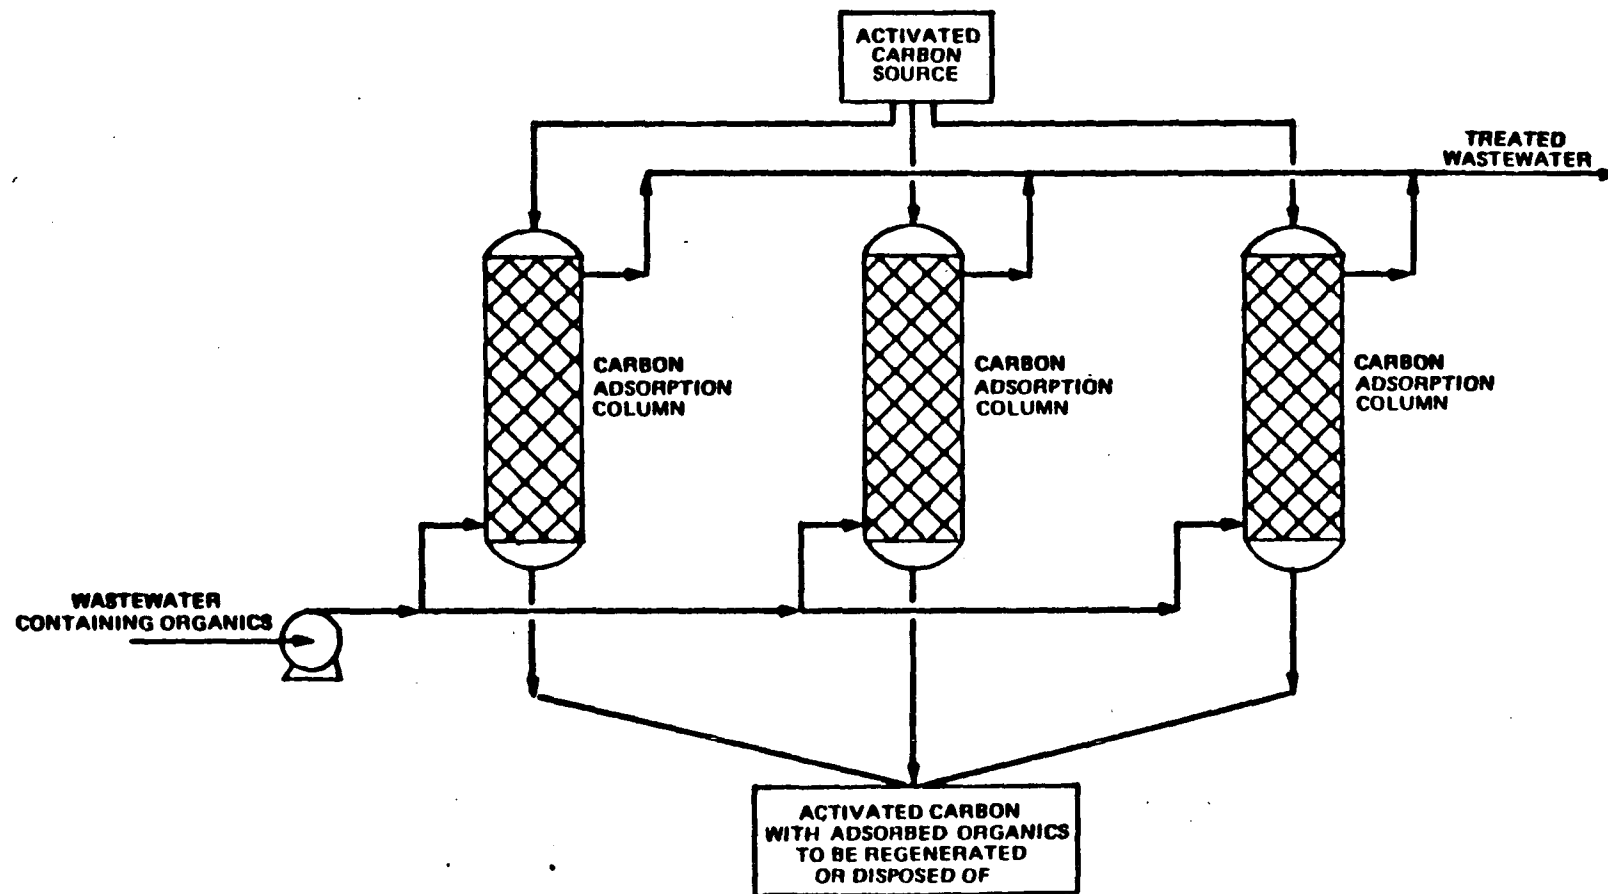 ACTIVATED
CARBON
SOURCE
TREATED
WASTEWATER
CARBON
ADSORPTION
COLUMN
CARBON
ADSORPTION
COLUMN
CARBON
ADSORPTION
COLUMN
WASTEWATER
CONTAINING ORGANICS
ACTIVATED CARBON
WITH ADSORBED ORGANICS
TO BE REGENERATED
OR DISPOSED OF